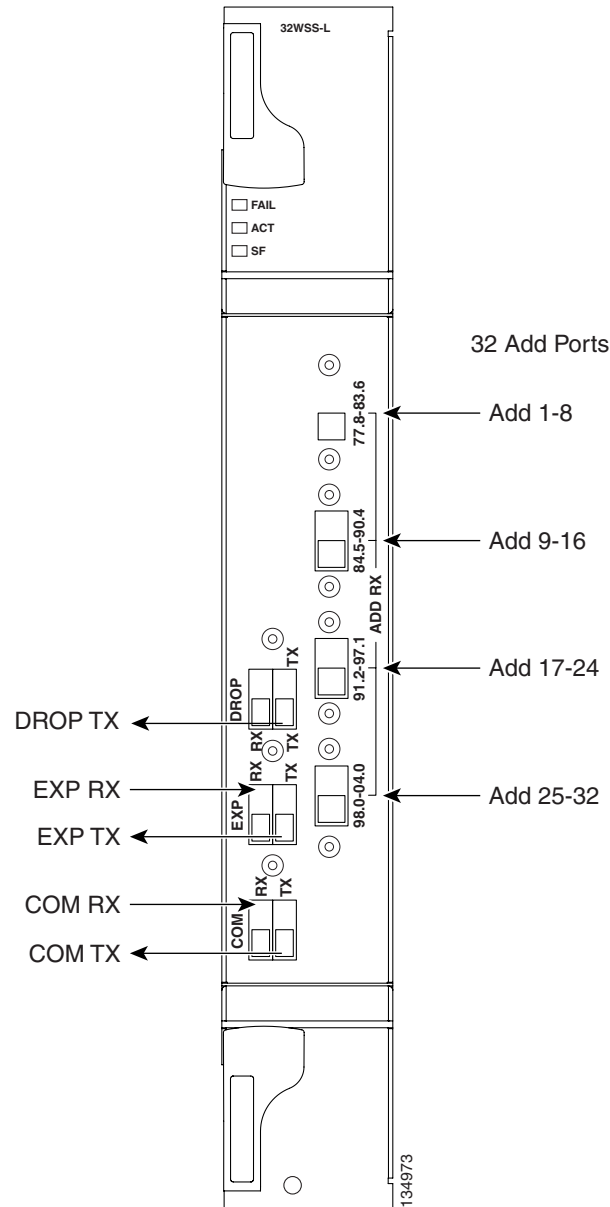 32WSS-L
FAIL
ACT
SF
32 Add Ports
77.8-83.6
Add 1-8
84.5-90.4
Add 9-16
ADD RX
91.2-97.1
Add 17-24
TX
DROP
DROP TX
RX
TX
RX
TX
EXP RX
EXP
EXP TX
98.0-04.0
Add 25-32
RX
TX
COM RX
COM
COM TX
134973